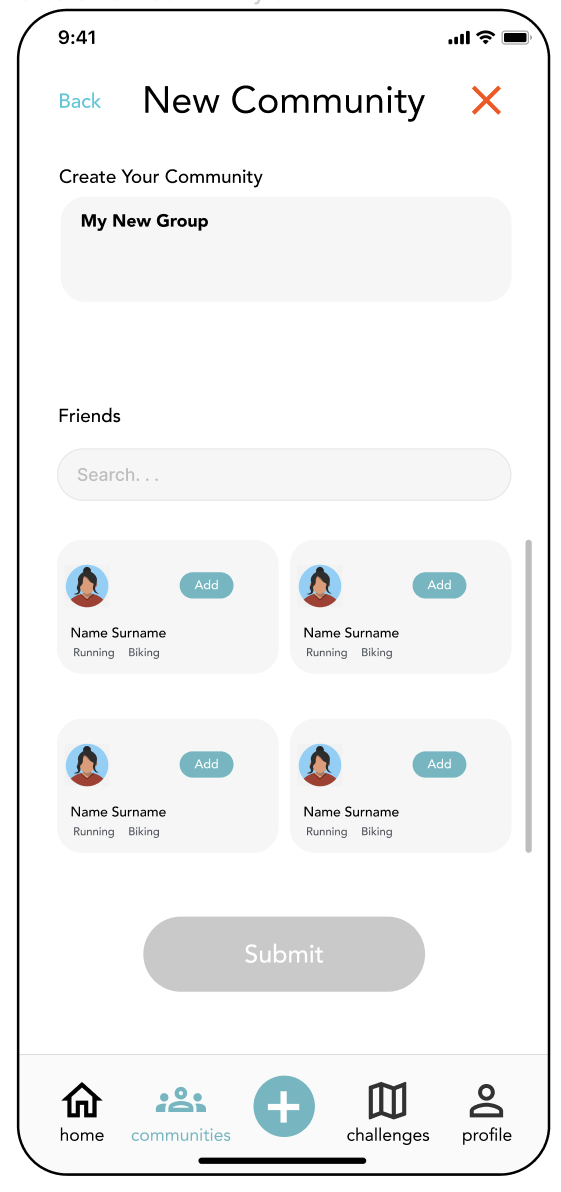 9:41
Back New Community
Create Your Community
My New Group
Friends
Search. . .
Add Add
Name Surname Name Surname
Running Biking Running Biking
Add Add
Name Surname Name Surname
Running Biking Running Biking
Submit
home communities challenges profile